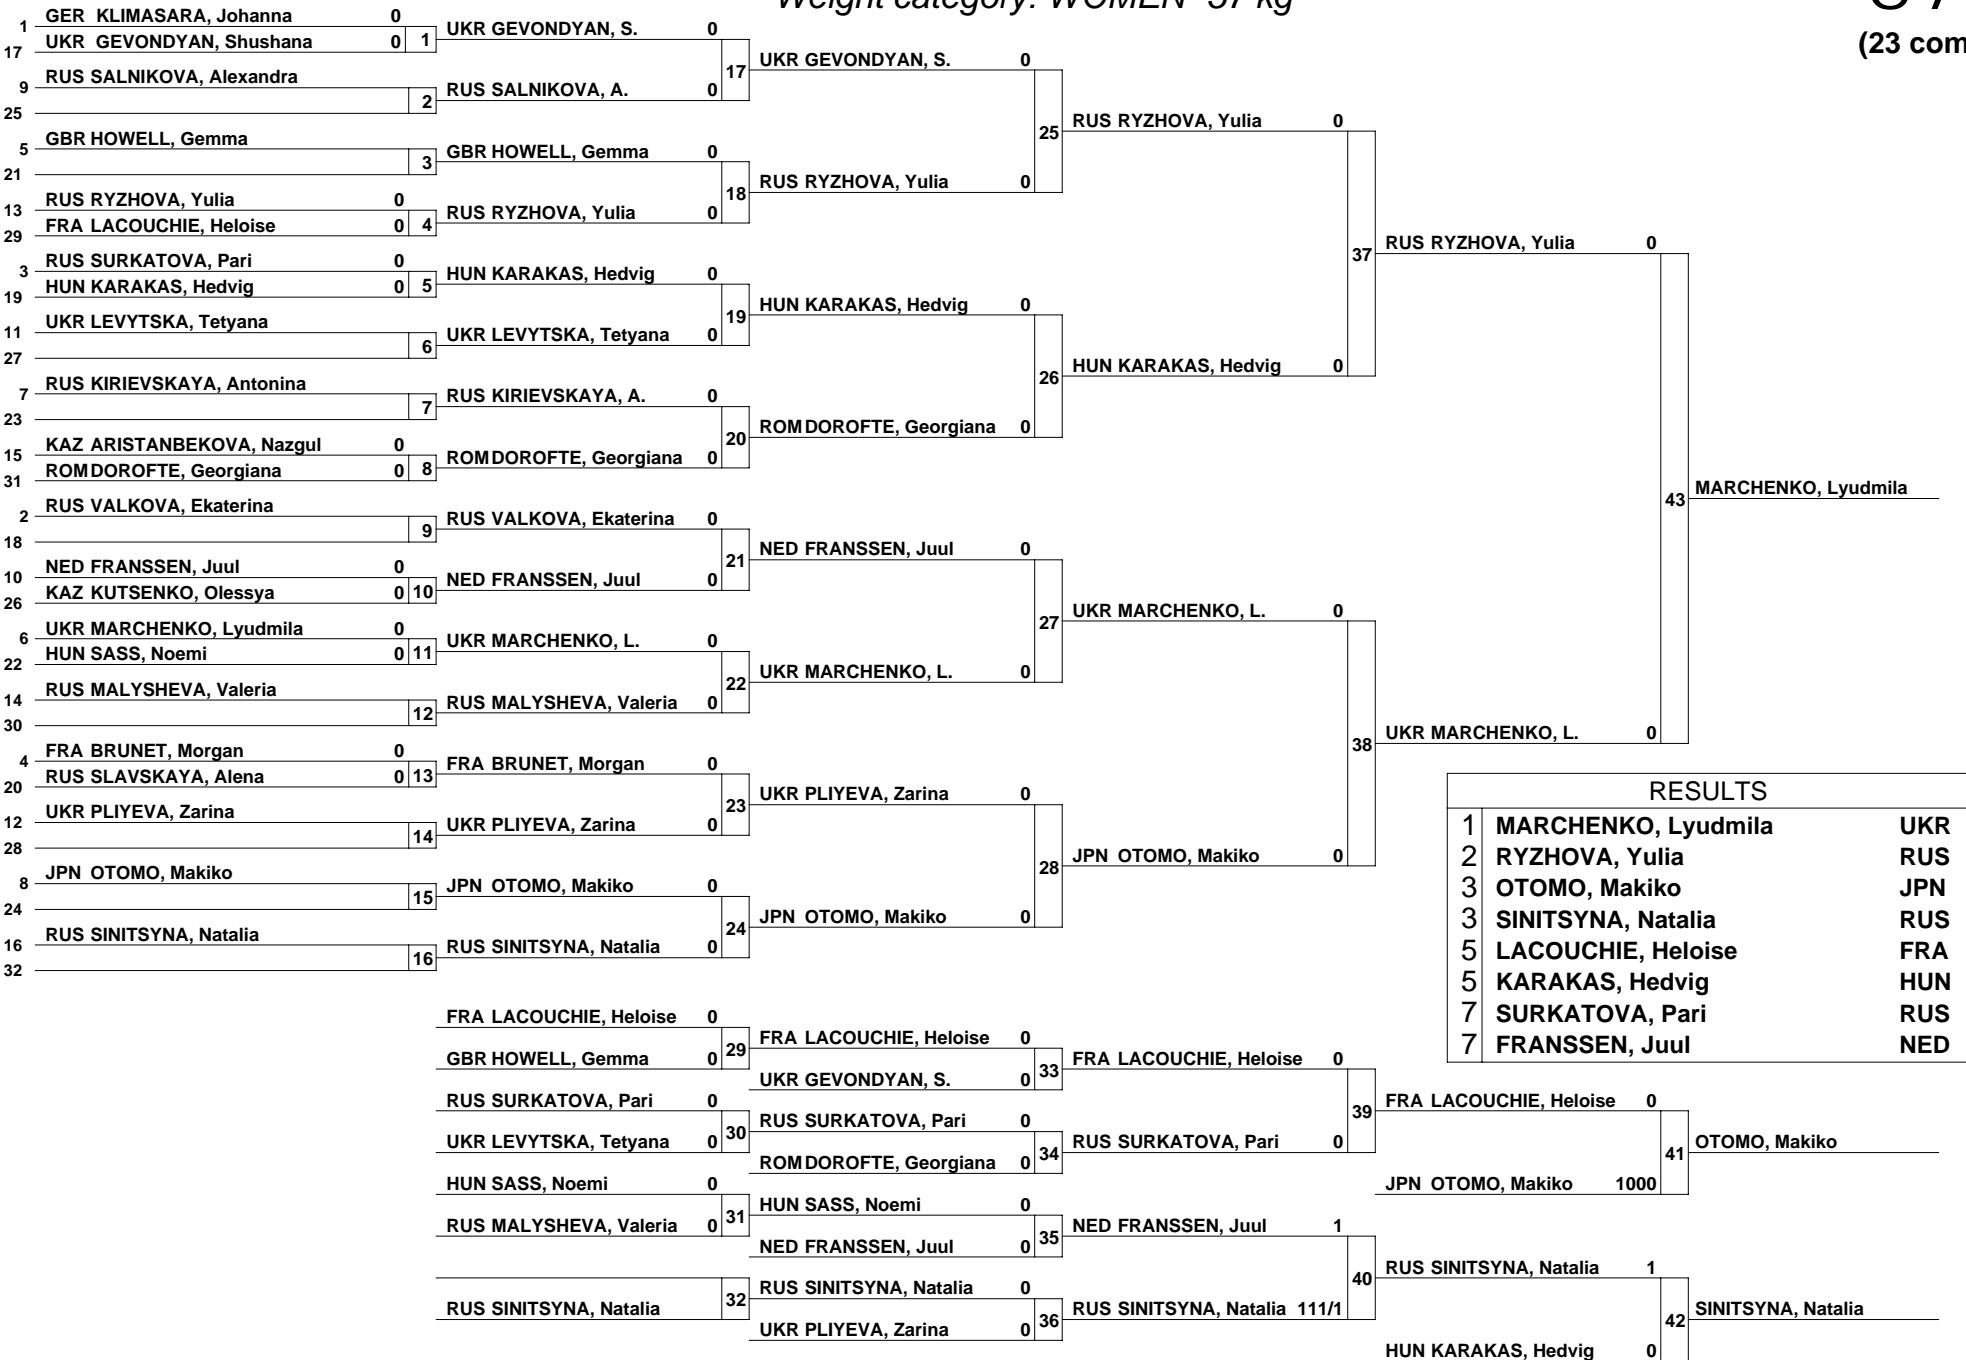 Weight category: WOMEN -57 kg
(23 com
1 GER KLIMASARA, Johanna 0
17 UKR GEVONDYAN, Shushana 0 1
9 RUS SALNIKOVA, Alexandra
25 2
5 GBR HOWELL, Gemma
21 3
13 RUS RYZHOVA, Yulia 0
29 FRA LACOUCHIE, Heloise 0 4
3 RUS SURKATOVA, Pari 0
19 HUN KARAKAS, Hedvig 0 5
11 UKR LEVYTSKA, Tetyana
27 6
7 RUS KIRIEVSKAYA, Antonina
23 7
15 KAZ ARISTANBEKOVA, Nazgul 0
31 ROM DOROFTE, Georgiana 0 8
2 RUS VALKOVA, Ekaterina
18 9
10 NED FRANSSEN, Juul 0
26 KAZ KUTSENKO, Olessya 0 10
6 UKR MARCHENKO, Lyudmila 0
22 HUN SASS, Noemi 0 11
14 RUS MALYSHEVA, Valeria
30 12
4 FRA BRUNET, Morgan 0
20 RUS SLAVSKAYA, Alena 0 13
12 UKR PLIYEVA, Zarina
28 14
8 JPN OTOMO, Makiko
24 15
16 RUS SINITSYNA, Natalia
32 16
UKR GEVONDYAN, S. 0
17
RUS SALNIKOVA, A. 0
GBR HOWELL, Gemma 0
18
RUS RYZHOVA, Yulia 0
HUN KARAKAS, Hedvig 0
19
UKR LEVYTSKA, Tetyana 0
RUS KIRIEVSKAYA, A. 0
20
ROM DOROFTE, Georgiana 0
RUS VALKOVA, Ekaterina 0
21
NED FRANSSEN, Juul 0
UKR MARCHENKO, L. 0
22
RUS MALYSHEVA, Valeria 0
FRA BRUNET, Morgan 0
23
UKR PLIYEVA, Zarina 0
JPN OTOMO, Makiko 0
24
RUS SINITSYNA, Natalia 0
UKR GEVONDYAN, S. 0
25
RUS RYZHOVA, Yulia 0
HUN KARAKAS, Hedvig 0
26
ROM DOROFTE, Georgiana 0
NED FRANSSEN, Juul 0
27
UKR MARCHENKO, L. 0
UKR PLIYEVA, Zarina 0
28
JPN OTOMO, Makiko 0
RUS RYZHOVA, Yulia 0
37
HUN KARAKAS, Hedvig 0
UKR MARCHENKO, L. 0
38
JPN OTOMO, Makiko 0
RUS RYZHOVA, Yulia 0
43
UKR MARCHENKO, L. 0
MARCHENKO, Lyudmila
RESULTS
1 MARCHENKO, Lyudmila UKR
2 RYZHOVA, Yulia RUS
3 OTOMO, Makiko JPN
3 SINITSYNA, Natalia RUS
5 LACOUCHIE, Heloise FRA
5 KARAKAS, Hedvig HUN
7 SURKATOVA, Pari RUS
7 FRANSSEN, Juul NED
FRA LACOUCHIE, Heloise 0
29
GBR HOWELL, Gemma 0
RUS SURKATOVA, Pari 0
30
UKR LEVYTSKA, Tetyana 0
HUN SASS, Noemi 0
31
RUS MALYSHEVA, Valeria 0
32
RUS SINITSYNA, Natalia
FRA LACOUCHIE, Heloise 0
33
UKR GEVONDYAN, S. 0
RUS SURKATOVA, Pari 0
34
ROM DOROFTE, Georgiana 0
HUN SASS, Noemi 0
35
NED FRANSSEN, Juul 0
RUS SINITSYNA, Natalia 0
36
UKR PLIYEVA, Zarina 0
FRA LACOUCHIE, Heloise 0
39
RUS SURKATOVA, Pari 0
NED FRANSSEN, Juul 1
40
RUS SINITSYNA, Natalia 111/1
FRA LACOUCHIE, Heloise 0
41
JPN OTOMO, Makiko 1000
RUS SINITSYNA, Natalia 1
42
HUN KARAKAS, Hedvig 0
OTOMO, Makiko
SINITSYNA, Natalia